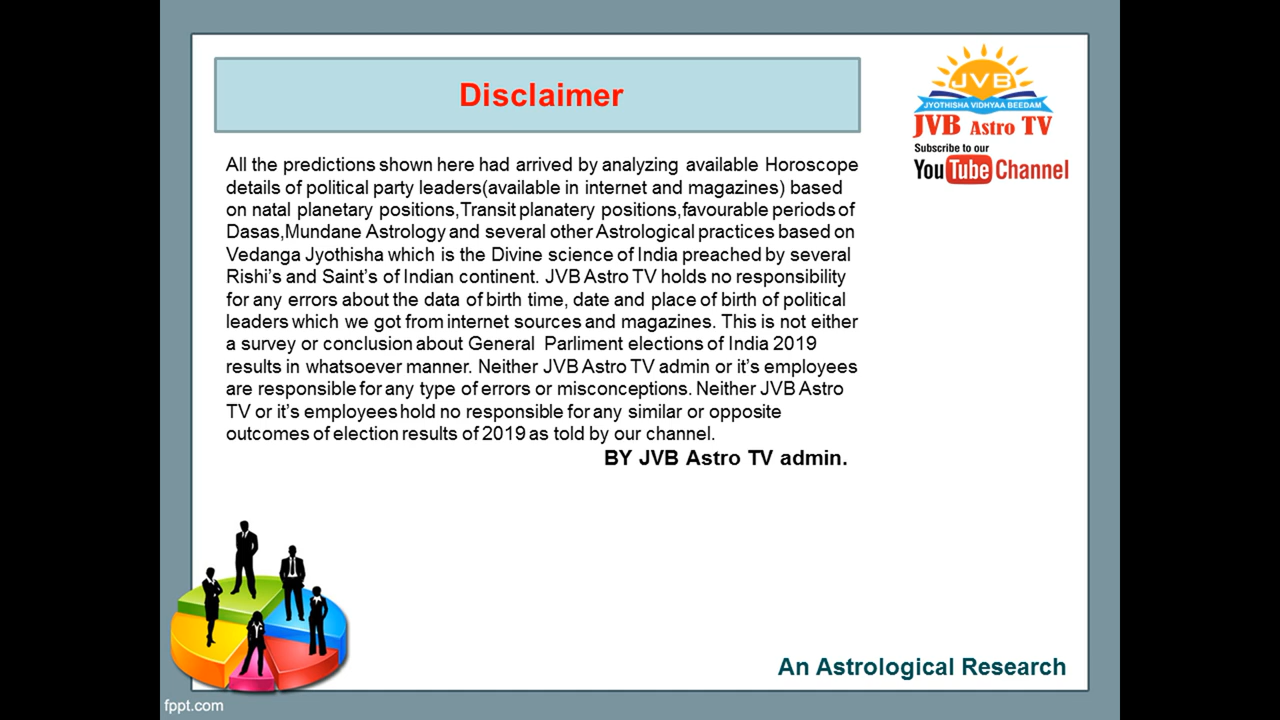 Disclaimer
JVB
JYOTHISHA VIDHYAA BEEDAM
JVB Astro TV
Subscribe to our
YouTube Channel
All the predictions shown here had arrived by analyzing available Horoscope
details of political party leaders(available in internet and magazines) based
on natal planetary positions,Transit planatery positions,favourable periods of
Dasas,Mundane Astrology and several other Astrological practices based on
Vedanga Jyothisha which is the Divine science of India preached by several
Rishi's and Saint's of Indian continent. JVB Astro TV holds no responsibility
for any errors about the data of birth time, date and place of birth of political
leaders which we got from internet sources and magazines. This is not either
a survey or conclusion about General Parliment elections of India 2019
results in whatsoever manner. Neither JVB Astro TV admin or it's employees
are responsible for any type of errors or misconceptions. Neither JVB Astro
TV or it's employees hold no responsible for any similar or opposite
outcomes of election results of 2019 as told by our channel.
BY JVB Astro TV admin.
An Astrological Research
fppt.com